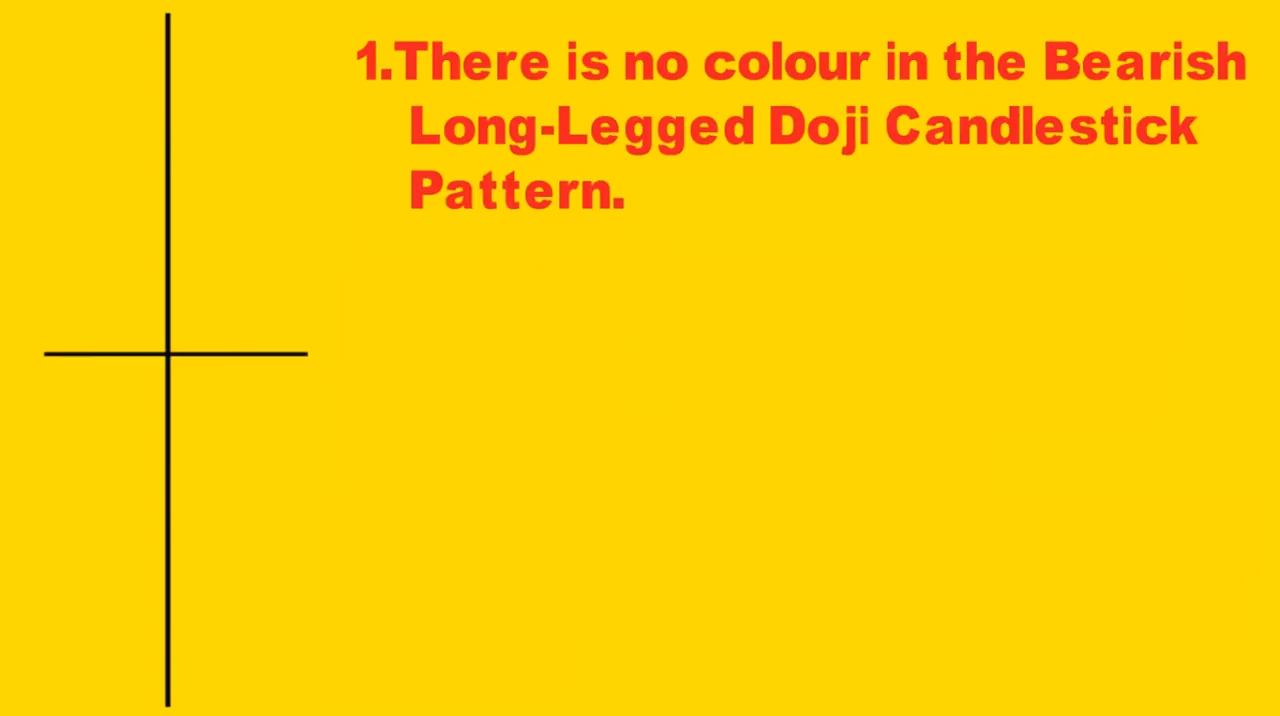 1.There is no colour in the Bearish
Long-Legged Doji Candlestick
Pattern.